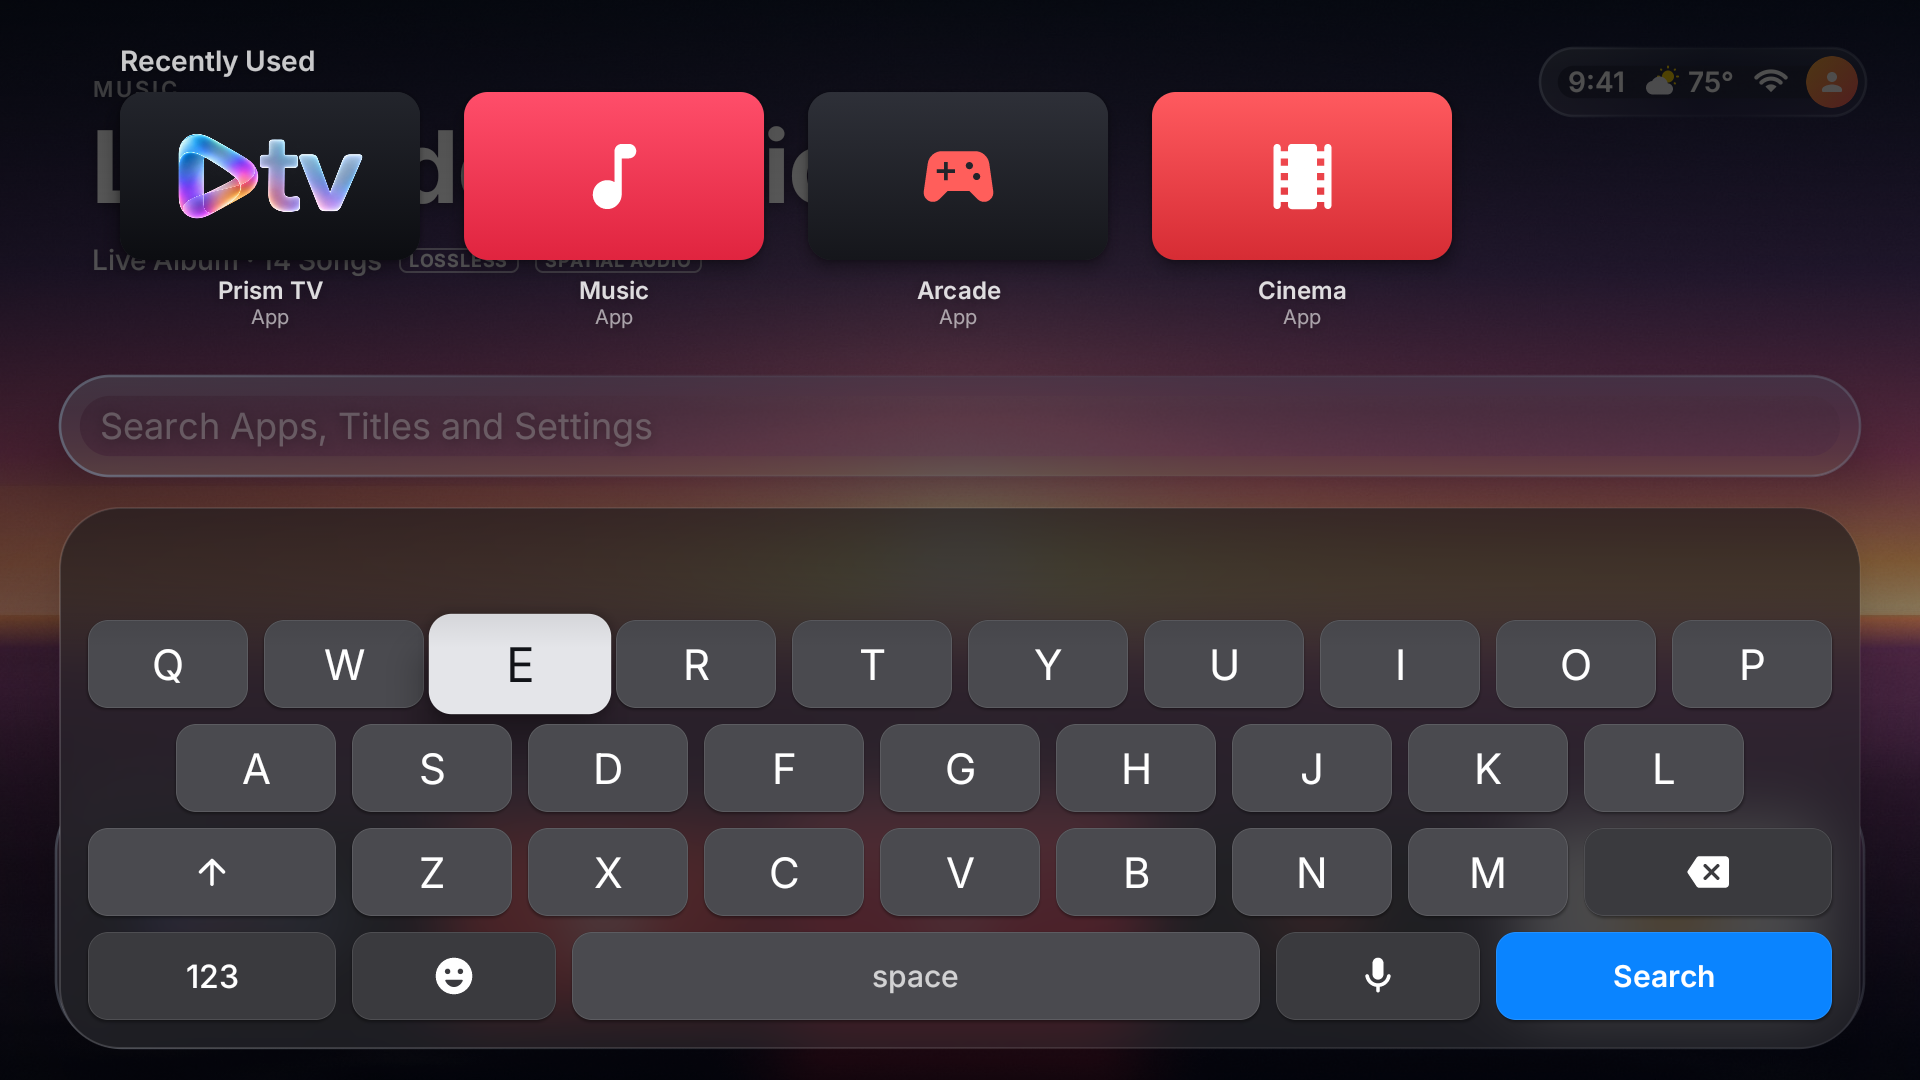 Recently Used
9:41 75°
MUSIC
tv
Live Album · 14 Songs LOSSLESS SPATIAL AUDIO
Prism TV Music Arcade Cinema
App App App App
Search Apps, Titles and Settings
Q W E R T Y U I O P
A S D F G H J K L
Z X C V B N M
123 space Search